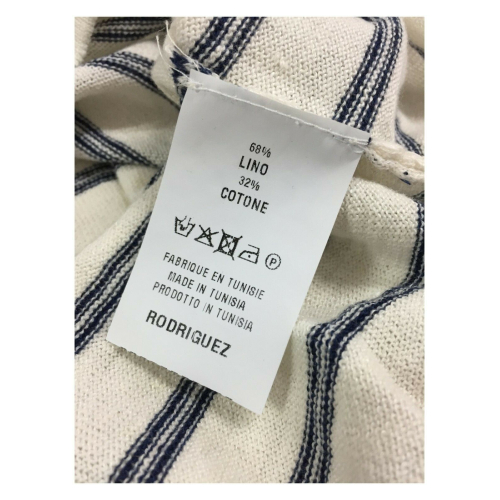 68%
LINO
32%
COTONE
P
FABRIQUE EN TUNISIE
MADE IN TUNISIA
PRODOTTO IN TUNISIA
RODRIGUEZ